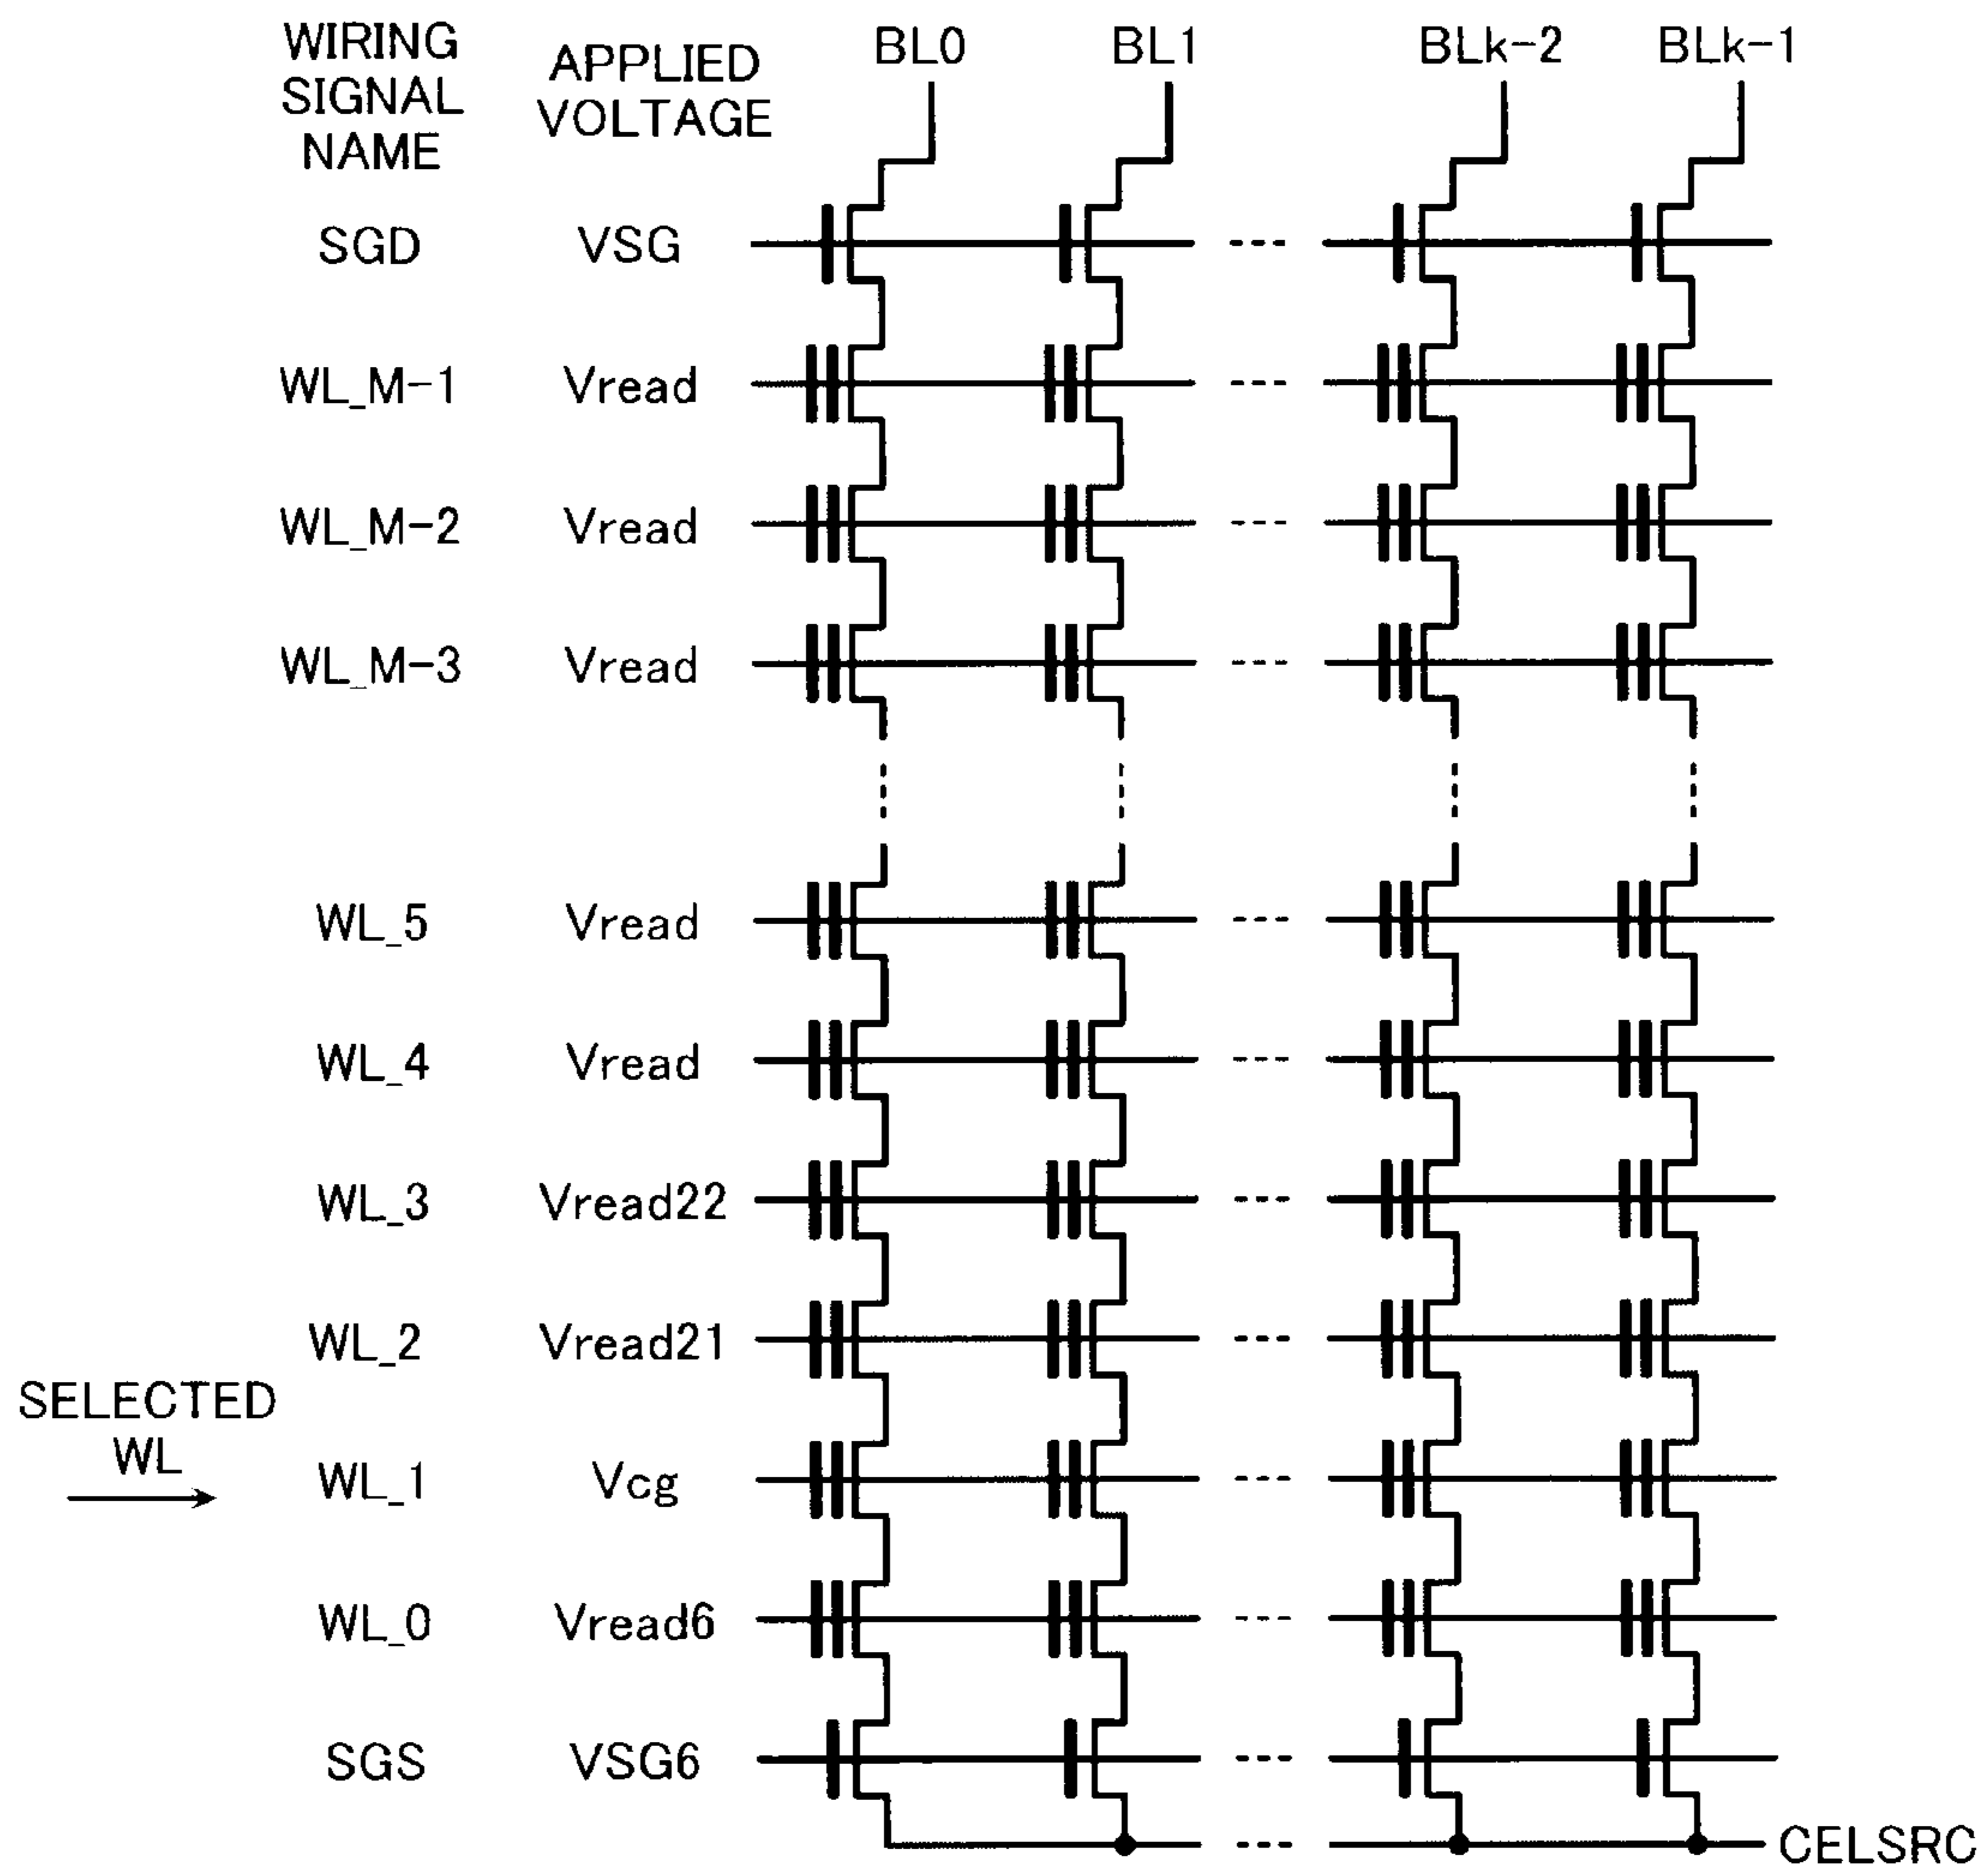 WIRING
SIGNAL
NAME
APPLIED
VOLTAGE
BL0 BL1 BLk-2 BLk-1
SGD VSG
WL_M-1 Vread
WL_M-2 Vread
WL_M-3 Vread
WL_5 Vread
WL_4 Vread
WL_3 Vread22
WL_2 Vread21
SELECTED
WL
WL_1 Vcg
WL_0 Vread6
SGS VSG6
CELSRC